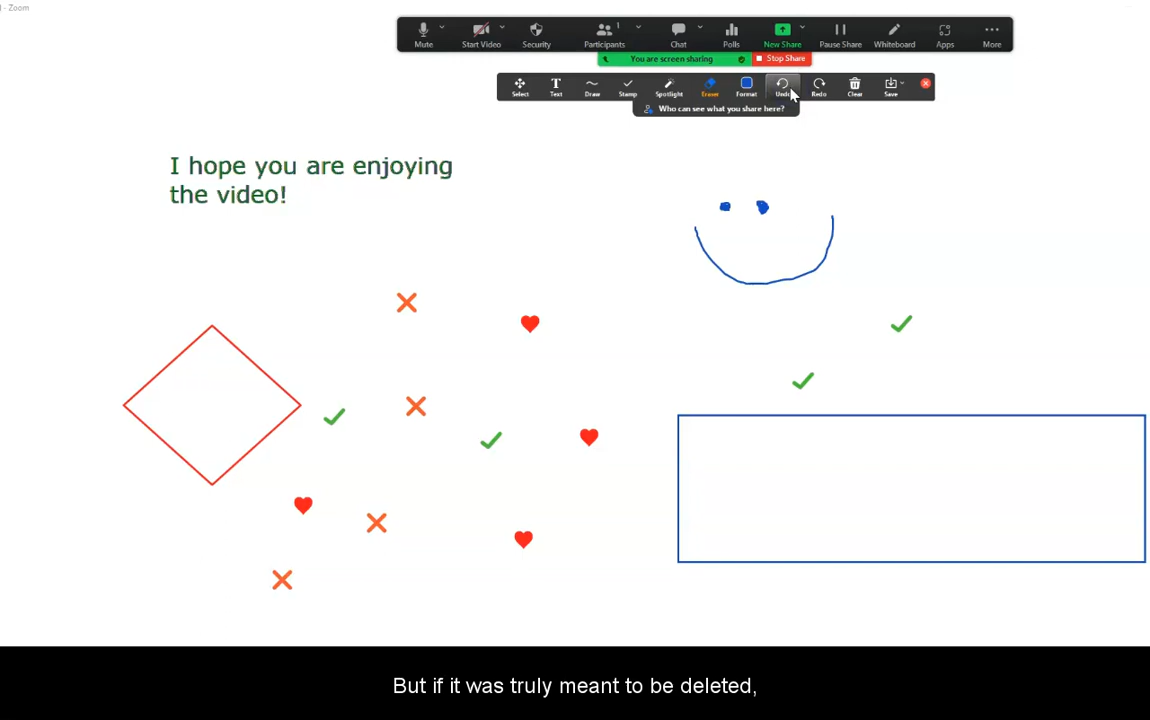 - Zoom
1
Mute Start Video Security Participants Chat Polls New Share Pause Share Whiteboard Apps More
You are screen sharing Stop Share
Select Text Draw Stamp Spotlight Eraser Format Undo Redo Clear Save
Who can see what you share here?
I hope you are enjoying
the video!
But if it was truly meant to be deleted,